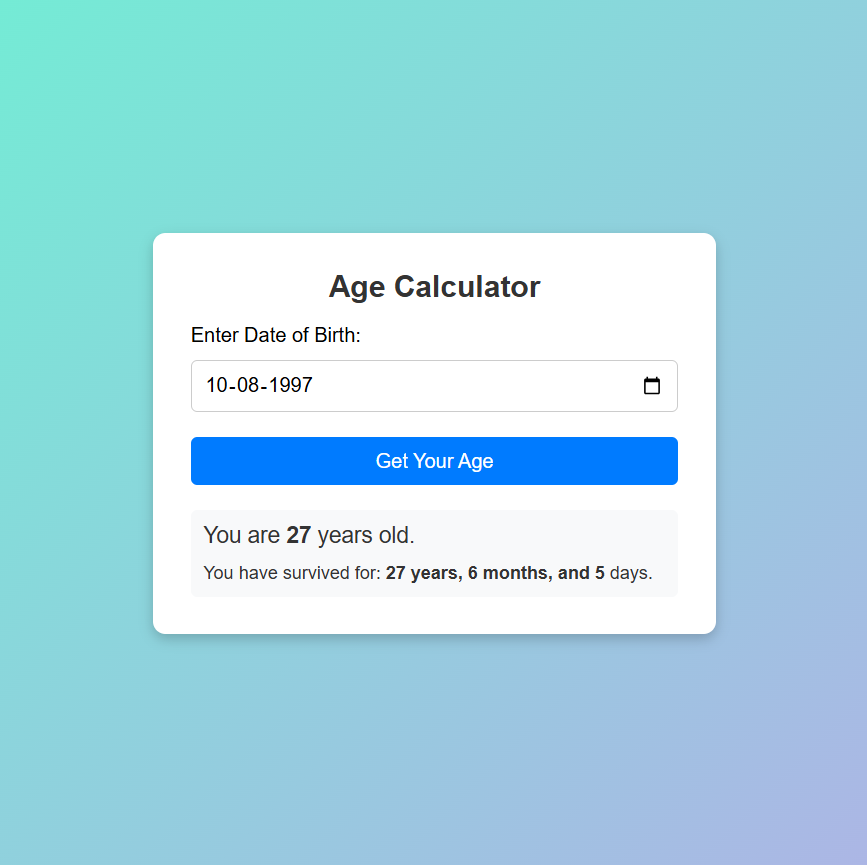 Age Calculator
Enter Date of Birth:
10-08-1997
Get Your Age
You are 27 years old.
You have survived for: 27 years, 6 months, and 5 days.